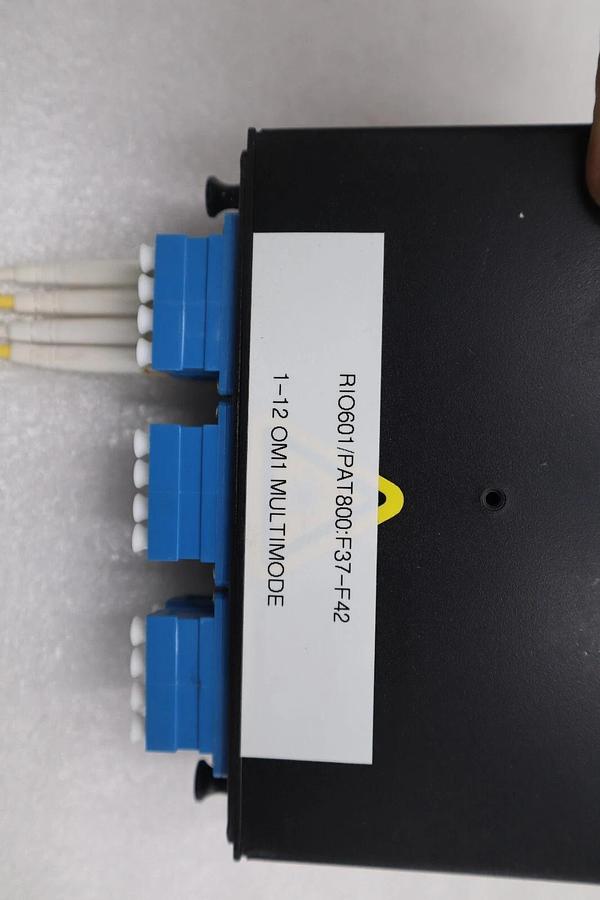 RIO601/PAT800:F37-F42
1-12 OM1 MULTIMODE